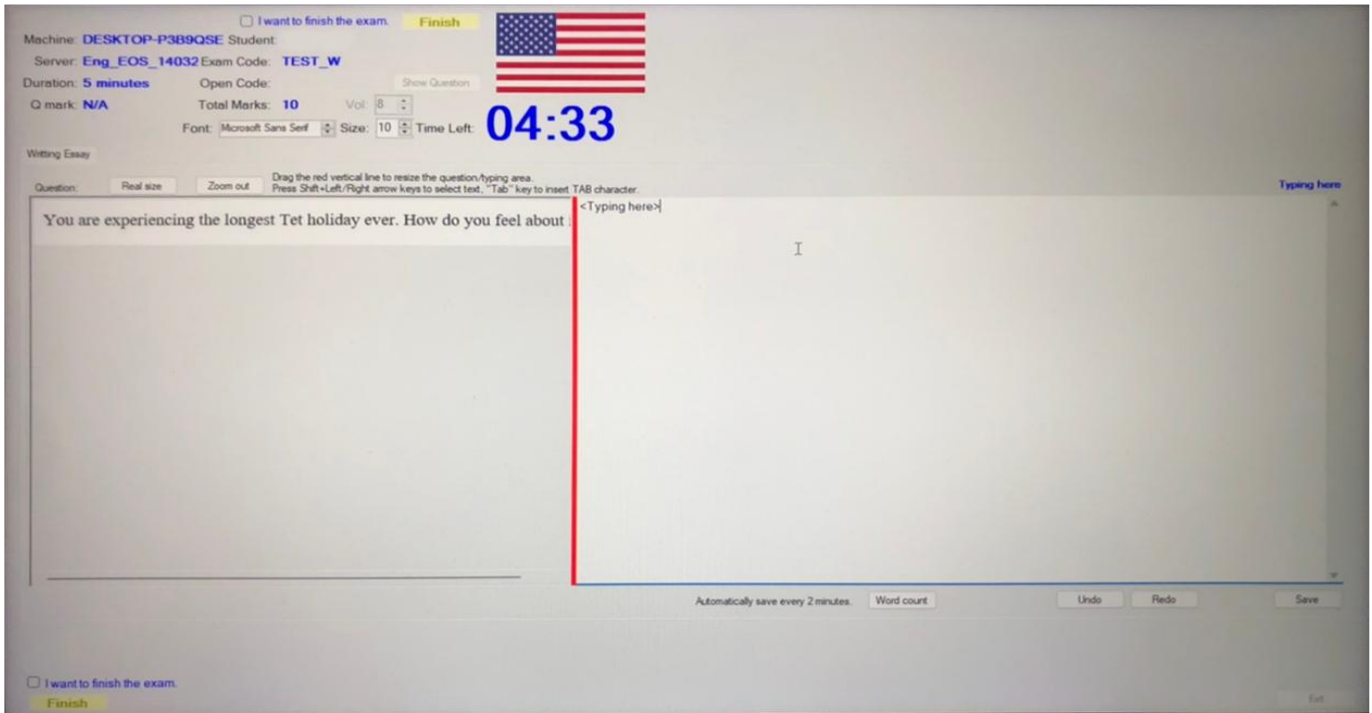 I want to finish the exam. Finish
Machine: DESKTOP-P3B9QSE Student:
Server: Eng_EOS_14032 Exam Code: TEST_W
Duration: 5 minutes Open Code: Show Question
Q mark: N/A Total Marks: 10 Vol: 8
Font: Microsoft Sans Serif Size: 10 Time Left: 04:33
Writting Essay
Drag the red vertical line to resize the question/typing area.
Question: Real size Zoom out Press Shift+Left/Right arrow keys to select text, "Tab" key to insert TAB character. Typing here
You are experiencing the longest Tet holiday ever. How do you feel about
<Typing here>
Automatically save every 2 minutes. Word count Undo Redo Save
I want to finish the exam.
Finish Exit